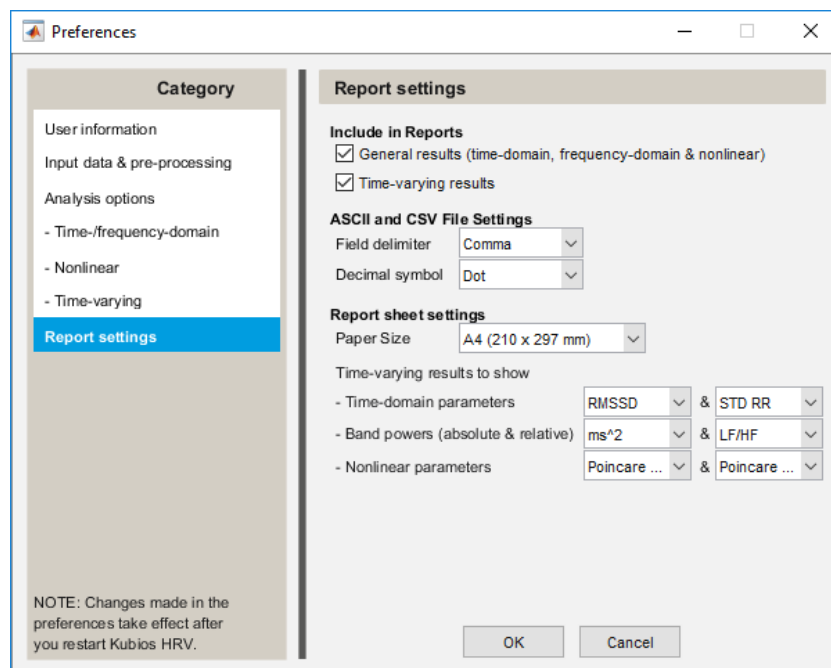 Preferences
Category
User information
Input data & pre-processing
Analysis options
- Time-/frequency-domain
- Nonlinear
- Time-varying
Report settings
NOTE: Changes made in the
preferences take effect after
you restart Kubios HRV.
Report settings
Include in Reports
General results (time-domain, frequency-domain & nonlinear)
Time-varying results
ASCII and CSV File Settings
Field delimiter Comma
Decimal symbol Dot
Report sheet settings
Paper Size A4 (210 x 297 mm)
Time-varying results to show
- Time-domain parameters RMSSD & STD RR
- Band powers (absolute & relative) ms^2 & LF/HF
- Nonlinear parameters Poincare ... & Poincare ...
OK Cancel